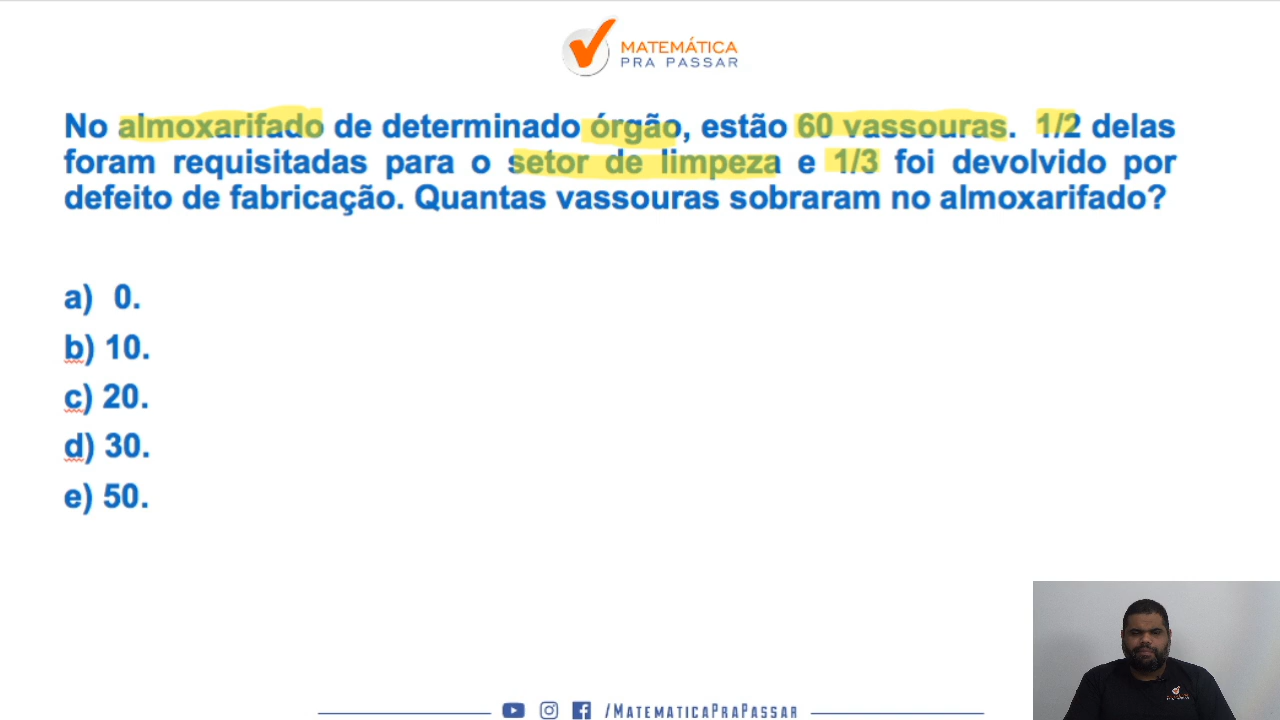 MATEMÁTICA
PRA PASSAR
No almoxarifado de determinado órgão, estão 60 vassouras. 1/2 delas
foram requisitadas para o setor de limpeza e 1/3 foi devolvido por
defeito de fabricação. Quantas vassouras sobraram no almoxarifado?
a) 0.
b) 10.
c) 20.
d) 30.
e) 50.
/MATEMATICAPRAPASSAR